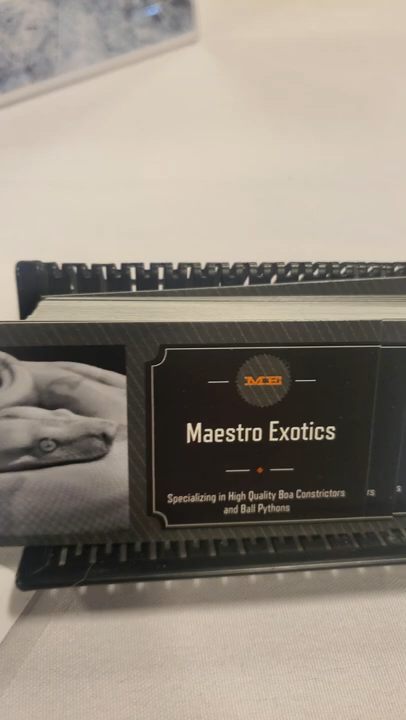 ME
Maestro Exotics
Specializing in High Quality Boa Constrictors
and Ball Pythons